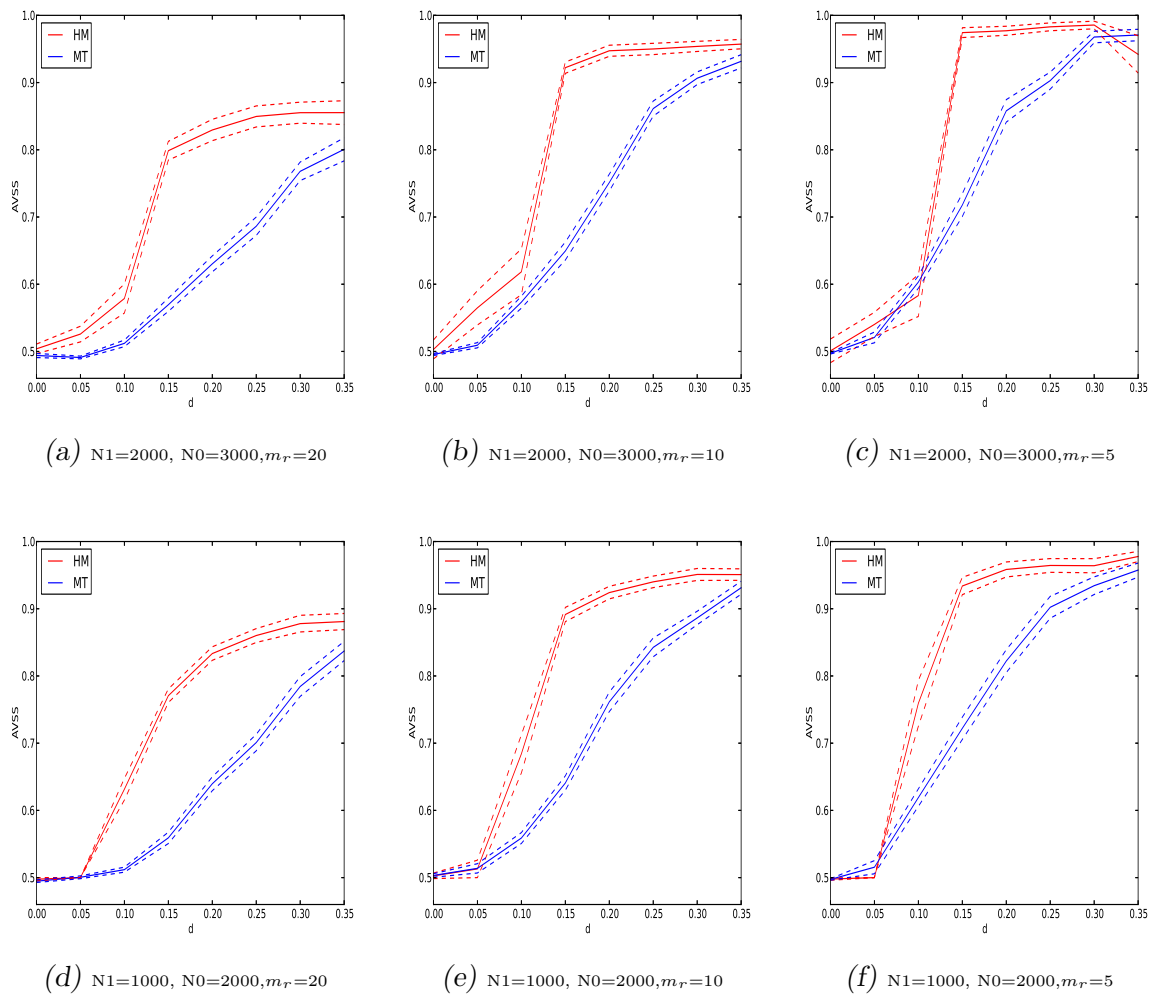 1.0 1.0 1.0
HM HM HM
MT MT MT
0.9 0.9 0.9
0.8 0.8 0.8
AVSS AVSS AVSS
0.7 0.7 0.7
0.6 0.6 0.6
0.5 0.5 0.5
0.00 0.05 0.10 0.15 0.20 0.25 0.30 0.35 0.00 0.05 0.10 0.15 0.20 0.25 0.30 0.35 0.00 0.05 0.10 0.15 0.20 0.25 0.30 0.35
d d d
(a) N1=2000, N0=3000,m_r=20 (b) N1=2000, N0=3000,m_r=10 (c) N1=2000, N0=3000,m_r=5
1.0 1.0 1.0
HM HM HM
MT MT MT
0.9 0.9 0.9
0.8 0.8 0.8
AVSS AVSS AVSS
0.7 0.7 0.7
0.6 0.6 0.6
0.5 0.5 0.5
0.00 0.05 0.10 0.15 0.20 0.25 0.30 0.35 0.00 0.05 0.10 0.15 0.20 0.25 0.30 0.35 0.00 0.05 0.10 0.15 0.20 0.25 0.30 0.35
d d d
(d) N1=1000, N0=2000,m_r=20 (e) N1=1000, N0=2000,m_r=10 (f) N1=1000, N0=2000,m_r=5